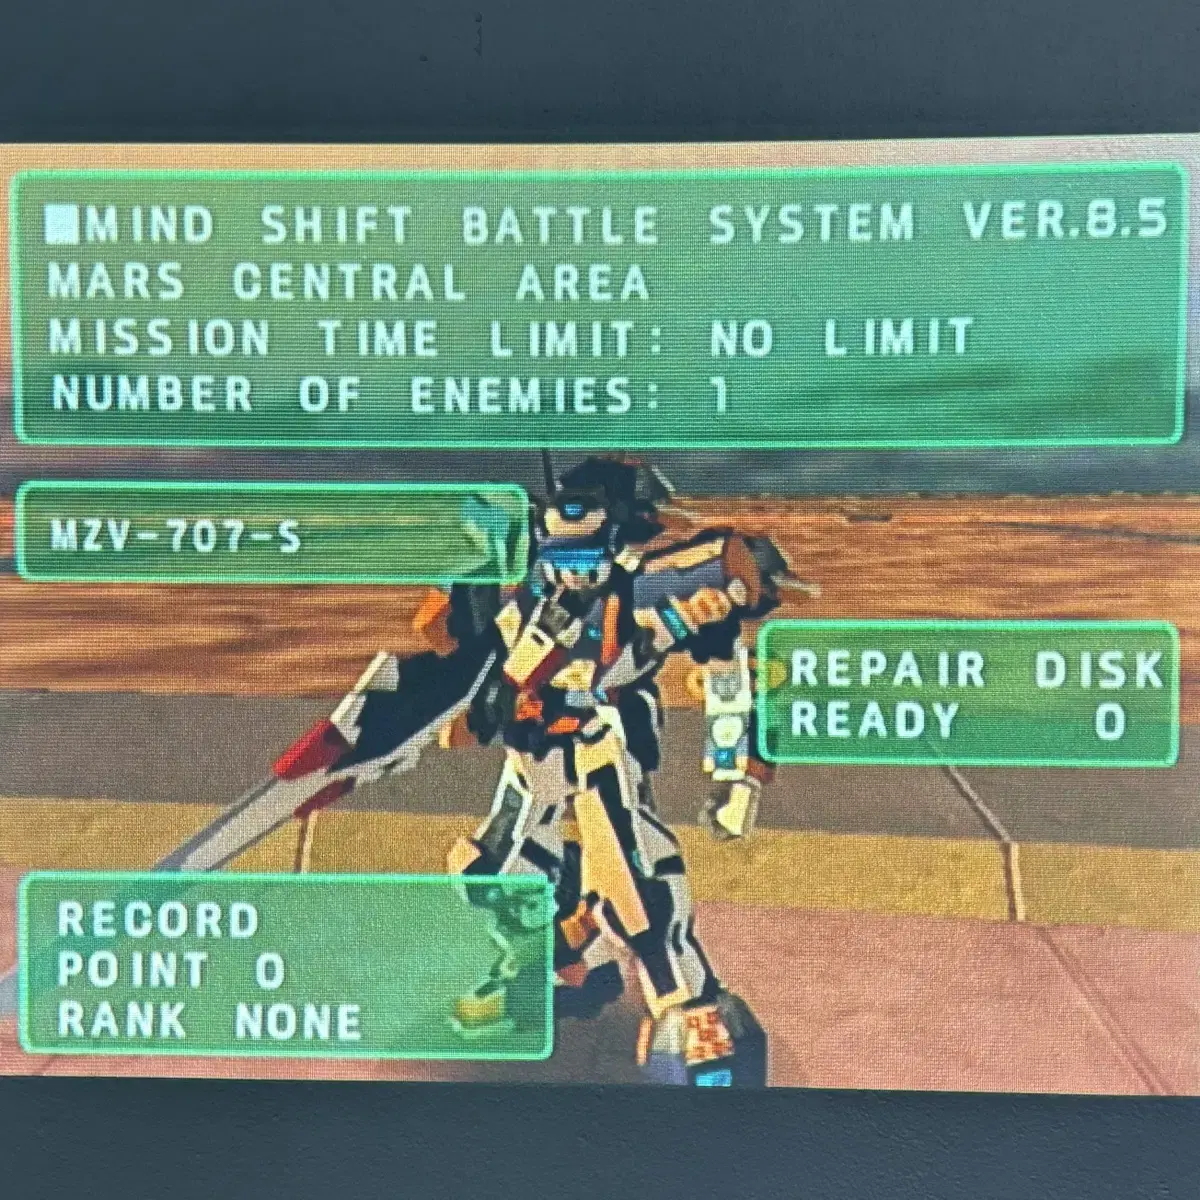 ■MIND SHIFT BATTLE SYSTEM VER.8.5
MARS CENTRAL AREA
MISSION TIME LIMIT: NO LIMIT
NUMBER OF ENEMIES: 1
MZV-707-S
REPAIR DISK
READY 0
RECORD
POINT 0
RANK NONE